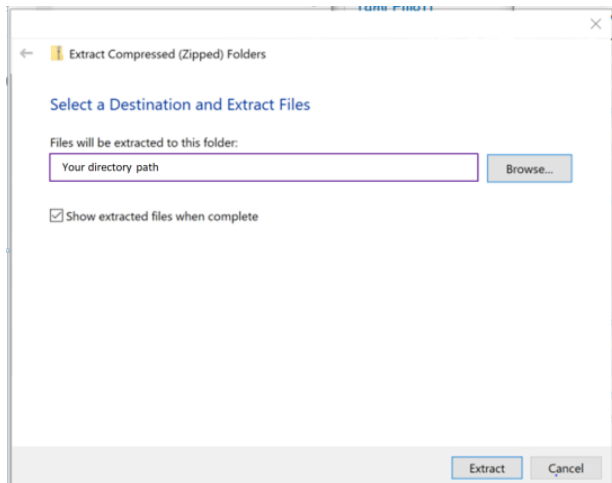 Extract Compressed (Zipped) Folders
Select a Destination and Extract Files
Files will be extracted to this folder:
Your directory path
Browse...
Show extracted files when complete
Extract
Cancel